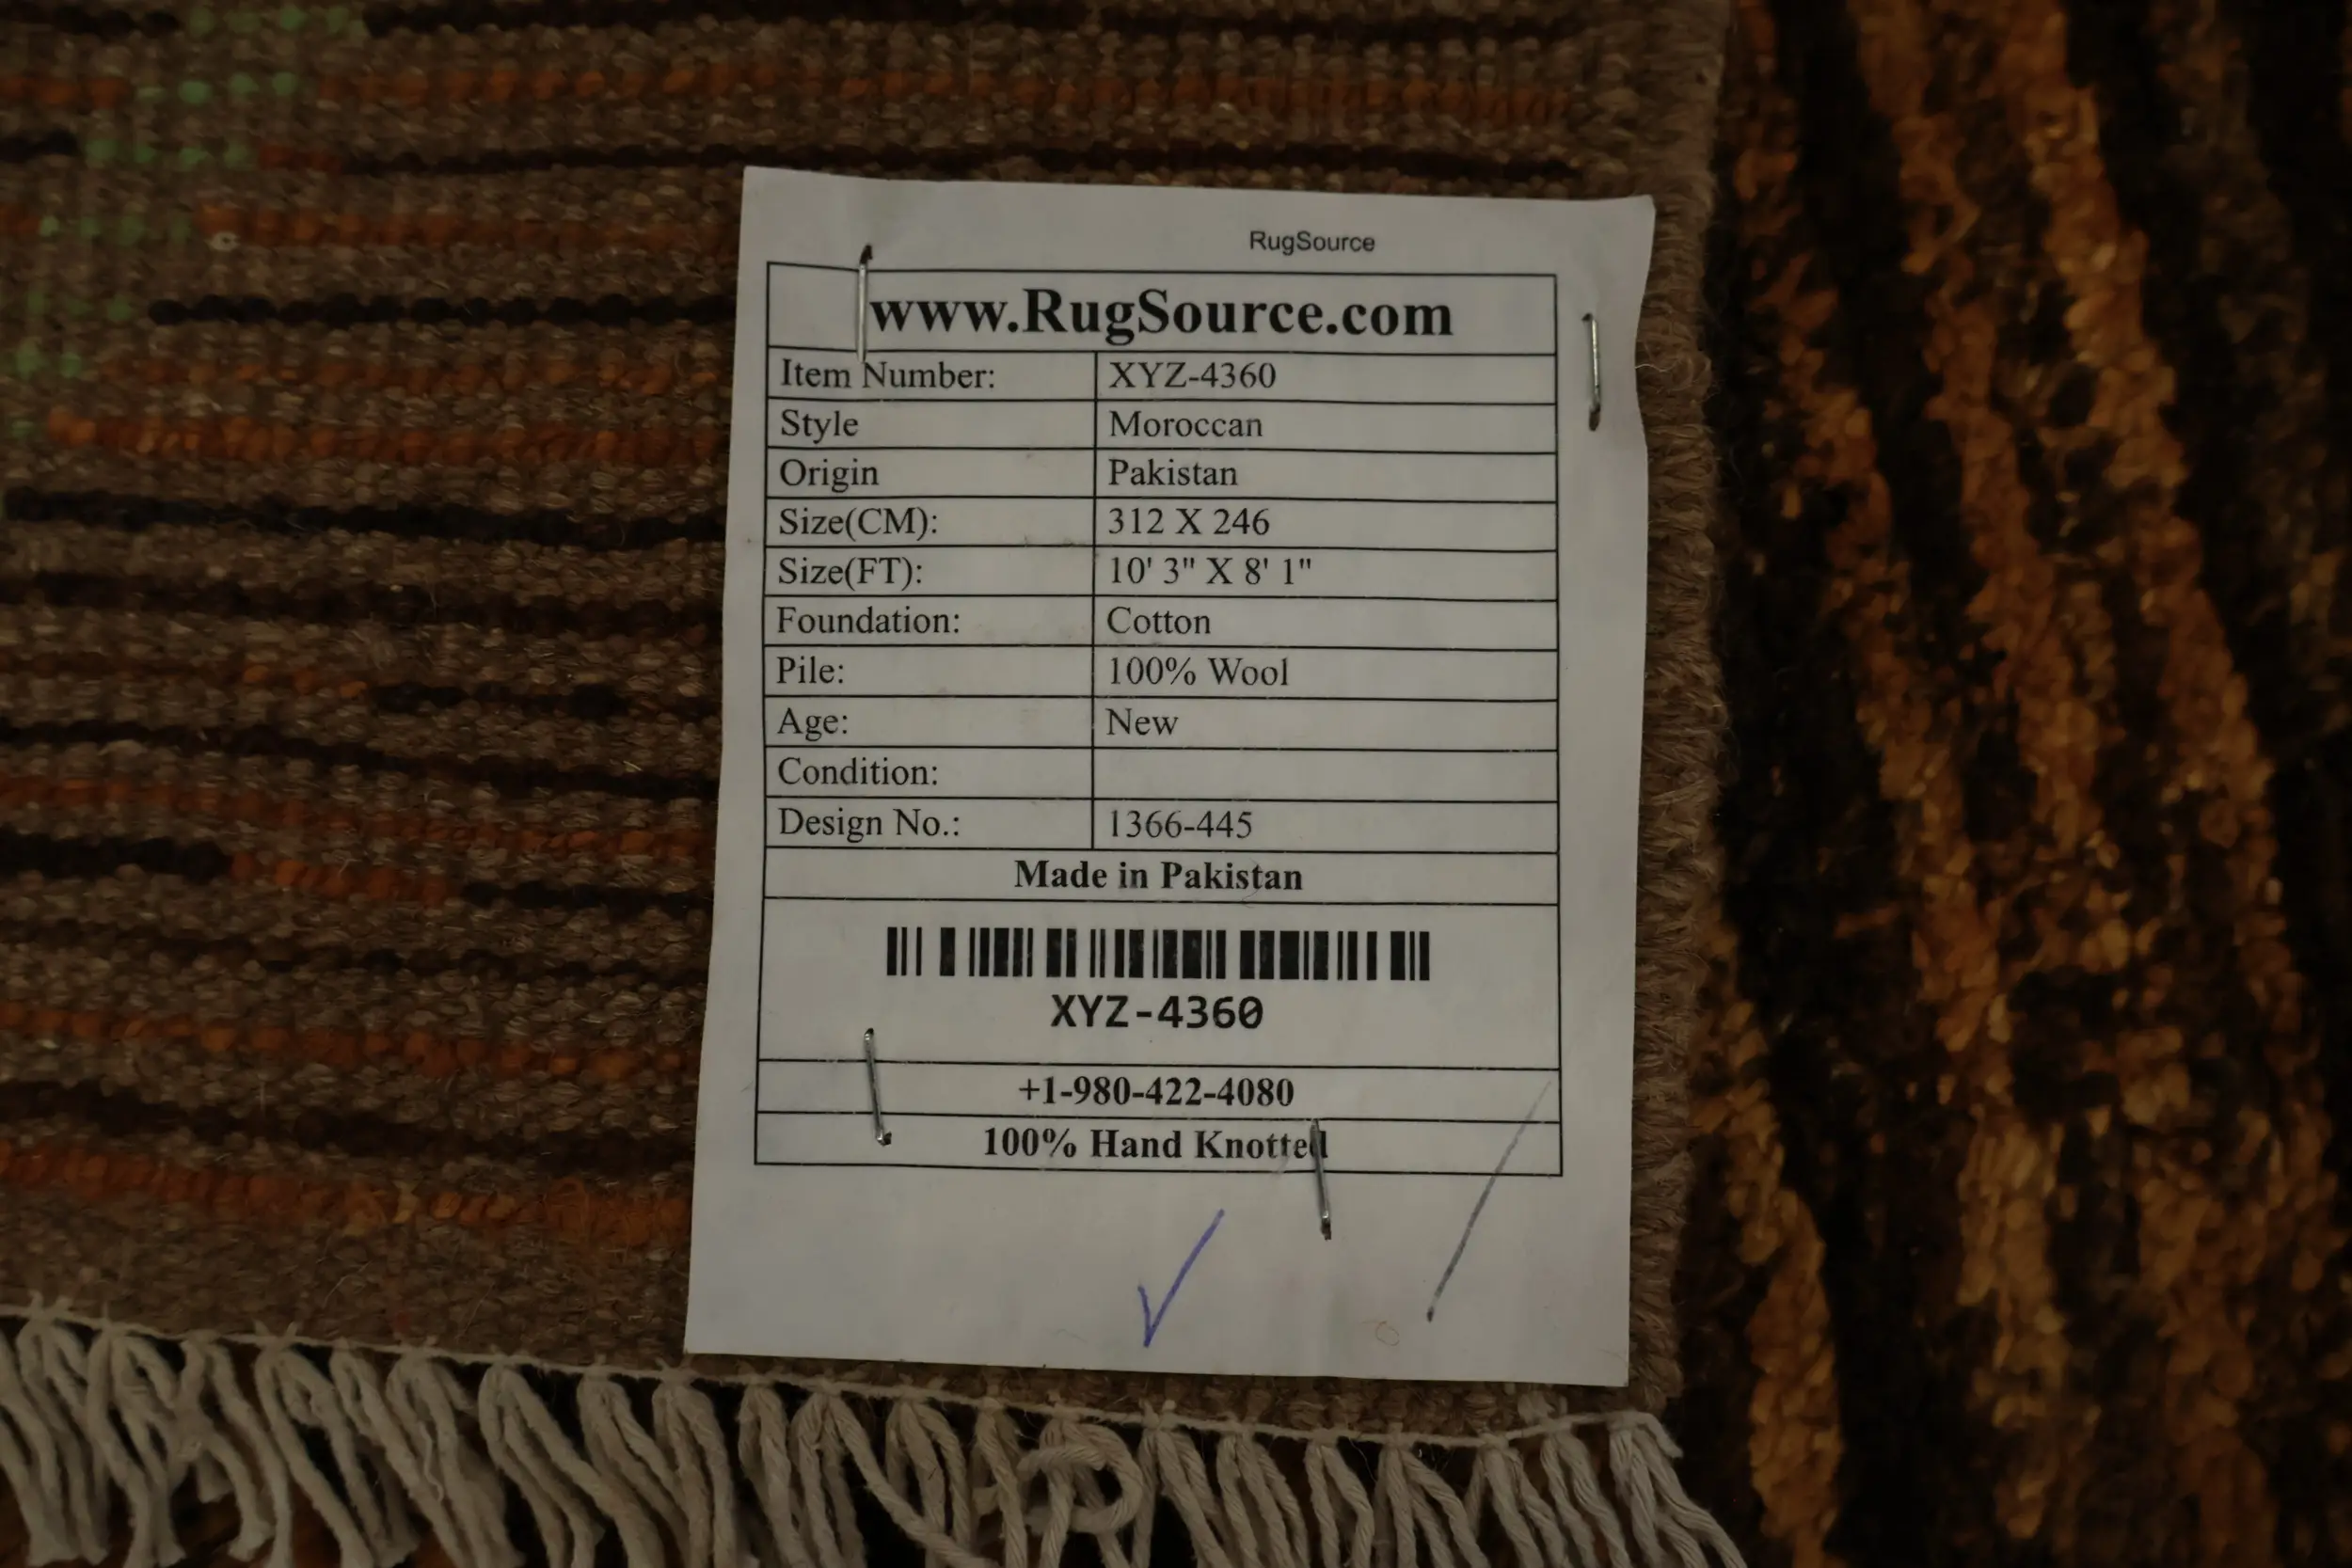 RugSource
www.RugSource.com
Item Number: XYZ-4360
Style Moroccan
Origin Pakistan
Size(CM): 312 X 246
Size(FT): 10' 3" X 8' 1"
Foundation: Cotton
Pile: 100% Wool
Age: New
Condition:
Design No.: 1366-445
Made in Pakistan
XYZ-4360
+1-980-422-4080
100% Hand Knotted